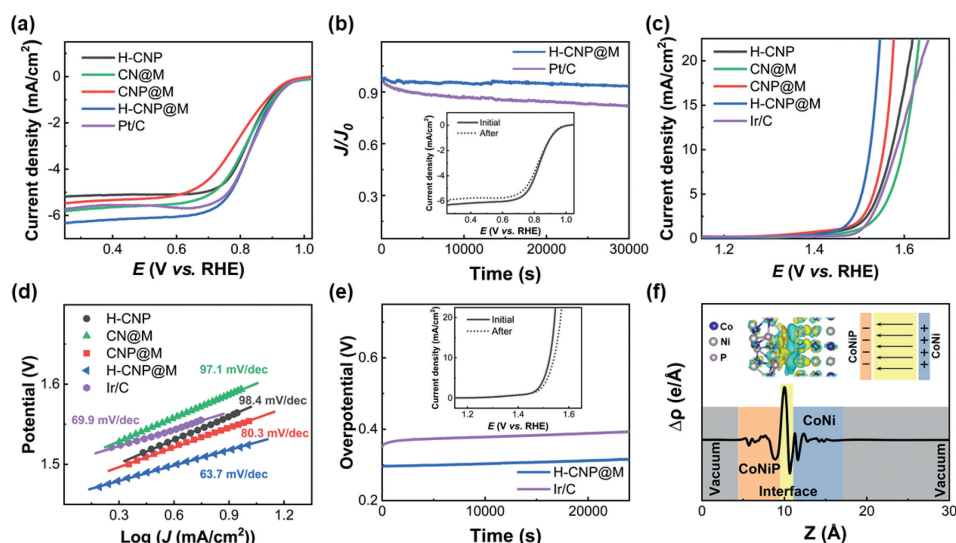 (a)
Current density (mA/cm²)
0
-2
-4
-6
H-CNP
CN@M
CNP@M
H-CNP@M
Pt/C
0.4
0.6
0.8
1.0
E (V vs. RHE)
(b)
J/J0
0.9
0.6
0.3
0.0
H-CNP@M
Pt/C
Current density (mA/cm²)
0
-2
-4
-6
Initial
After
0.4
0.6
0.8
1.0
E (V vs. RHE)
0
10000
20000
30000
Time (s)
(c)
Current density (mA/cm²)
20
15
10
5
0
H-CNP
CN@M
CNP@M
H-CNP@M
Ir/C
1.2
1.4
1.6
E (V vs. RHE)
(d)
Potential (V)
1.6
1.5
H-CNP
CN@M
CNP@M
H-CNP@M
Ir/C
97.1 mV/dec
98.4 mV/dec
69.9 mV/dec
80.3 mV/dec
63.7 mV/dec
0.3
0.6
0.9
1.2
Log (J (mA/cm²))
(e)
Overpotential (V)
0.8
0.6
0.4
0.2
Current density (mA/cm²)
20
10
0
Initial
After
1.2
1.4
1.6
E (V vs. RHE)
H-CNP@M
Ir/C
0
10000
20000
Time (s)
(f)
Δρ (e/Å)
Co
Ni
P
CoNiP
CoNi
Vacuum
CoNiP
Interface
CoNi
Vacuum
0
10
20
30
Z (Å)